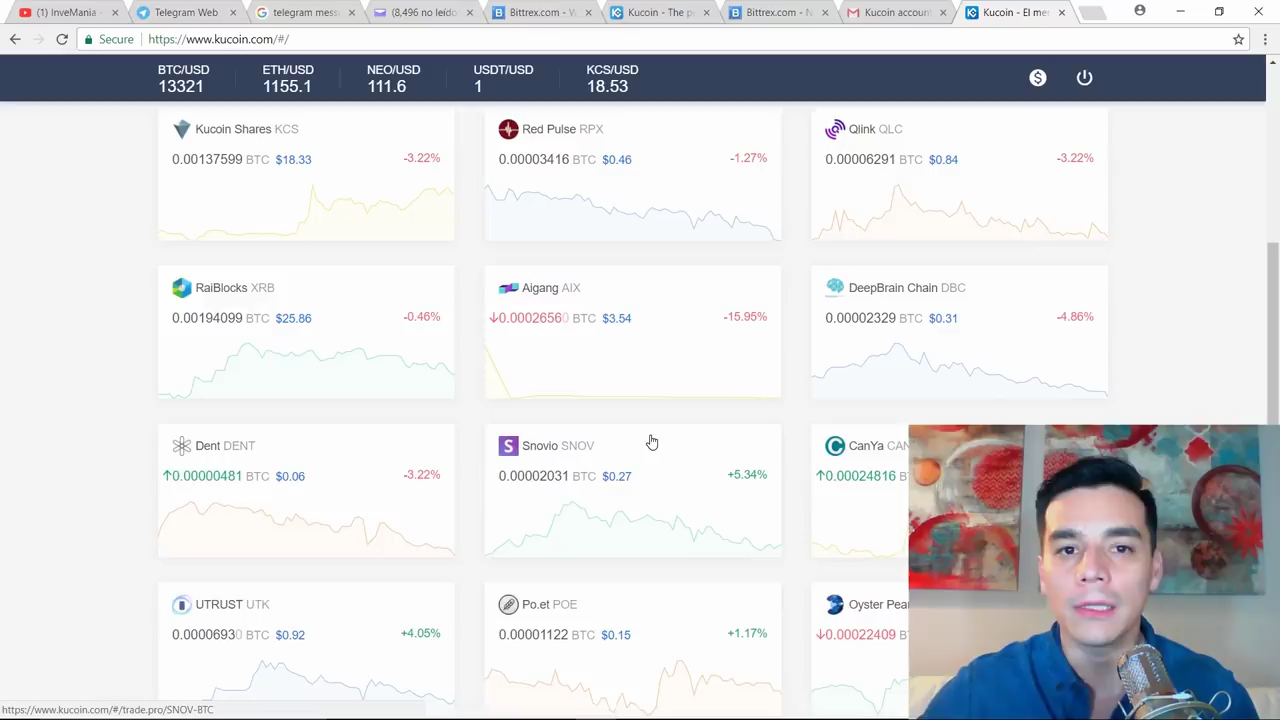 (1) InveMania -
Telegram Web
telegram mess
(8,496 no leído
Bittrex.com - 
Kucoin - The p
Bittrex.com - N
Kucoin accoun
Kucoin - El me
Secure
https://www.kucoin.com/#/
BTC/USD ETH/USD NEO/USD USDT/USD KCS/USD
13321 1155.1 111.6 1 18.53
Kucoin Shares KCS
0.00137599 BTC $18.33 -3.22%
Red Pulse RPX
0.00003416 BTC $0.46 -1.27%
Qlink QLC
0.00006291 BTC $0.84 -3.22%
RaiBlocks XRB
0.00194099 BTC $25.86 -0.46%
Aigang AIX
↓0.00026560 $3.54 -15.95%
DeepBrain Chain DBC
0.00002329 BTC $0.31 -4.86%
Dent DENT
↑0.00000481 BTC $0.06 -3.22%
Snovio SNOV
0.00002031 BTC $0.27 +5.34%
CanYa CAN
↑0.00024816 B
UTRUST UTK
0.00006930 BTC $0.92 +4.05%
Po.et POE
0.00001122 BTC $0.15 +1.17%
Oyster Pear
↓0.00022409 B
https://www.kucoin.com/#/trade.pro/SNOV-BTC